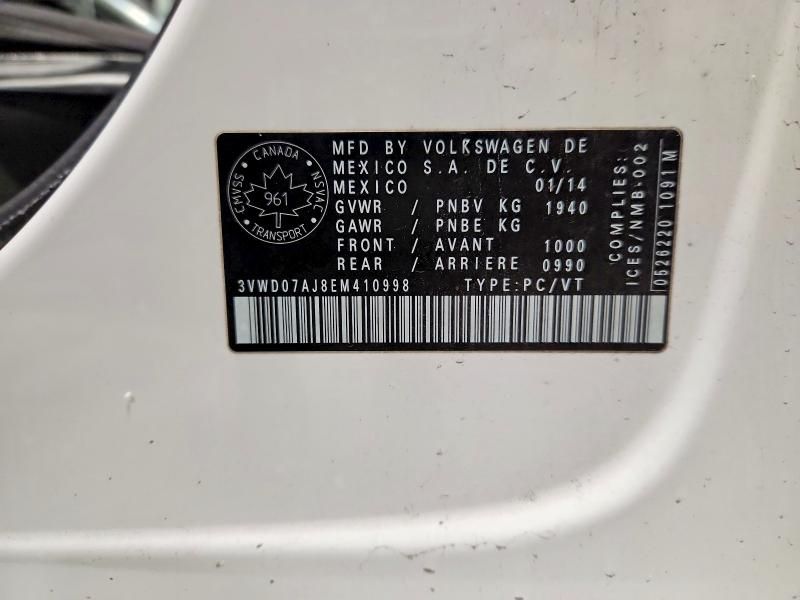 MFD BY VOLKSWAGEN DE
MEXICO S.A. DE C.V.
MEXICO 01/14
GVWR / PNBV KG 1940
GAWR / PNBE KG
FRONT / AVANT 1000
REAR / ARRIERE 0990
3VWD07AJ8EM410998 TYPE:PC/VT
CANADA
CMVSS
NSVAC
961
TRANSPORT
COMPLIES:
ICES/NMB-002
0526220 1091 M